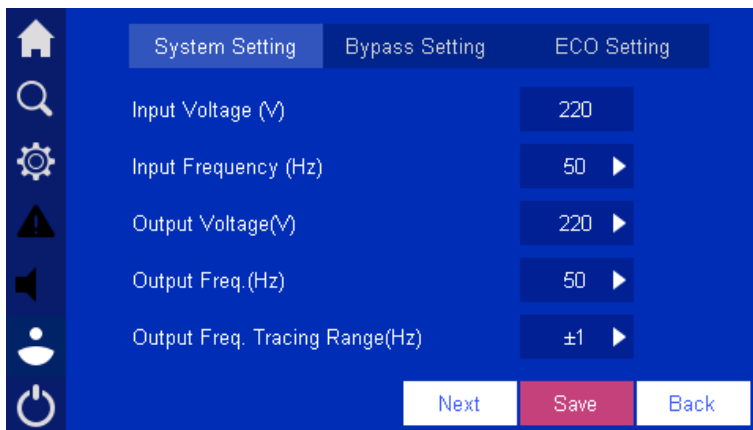 System Setting Bypass Setting ECO Setting
Input Voltage (V) 220
Input Frequency (Hz) 50
Output Voltage(V) 220
Output Freq.(Hz) 50
Output Freq. Tracing Range(Hz) ±1
Next Save Back